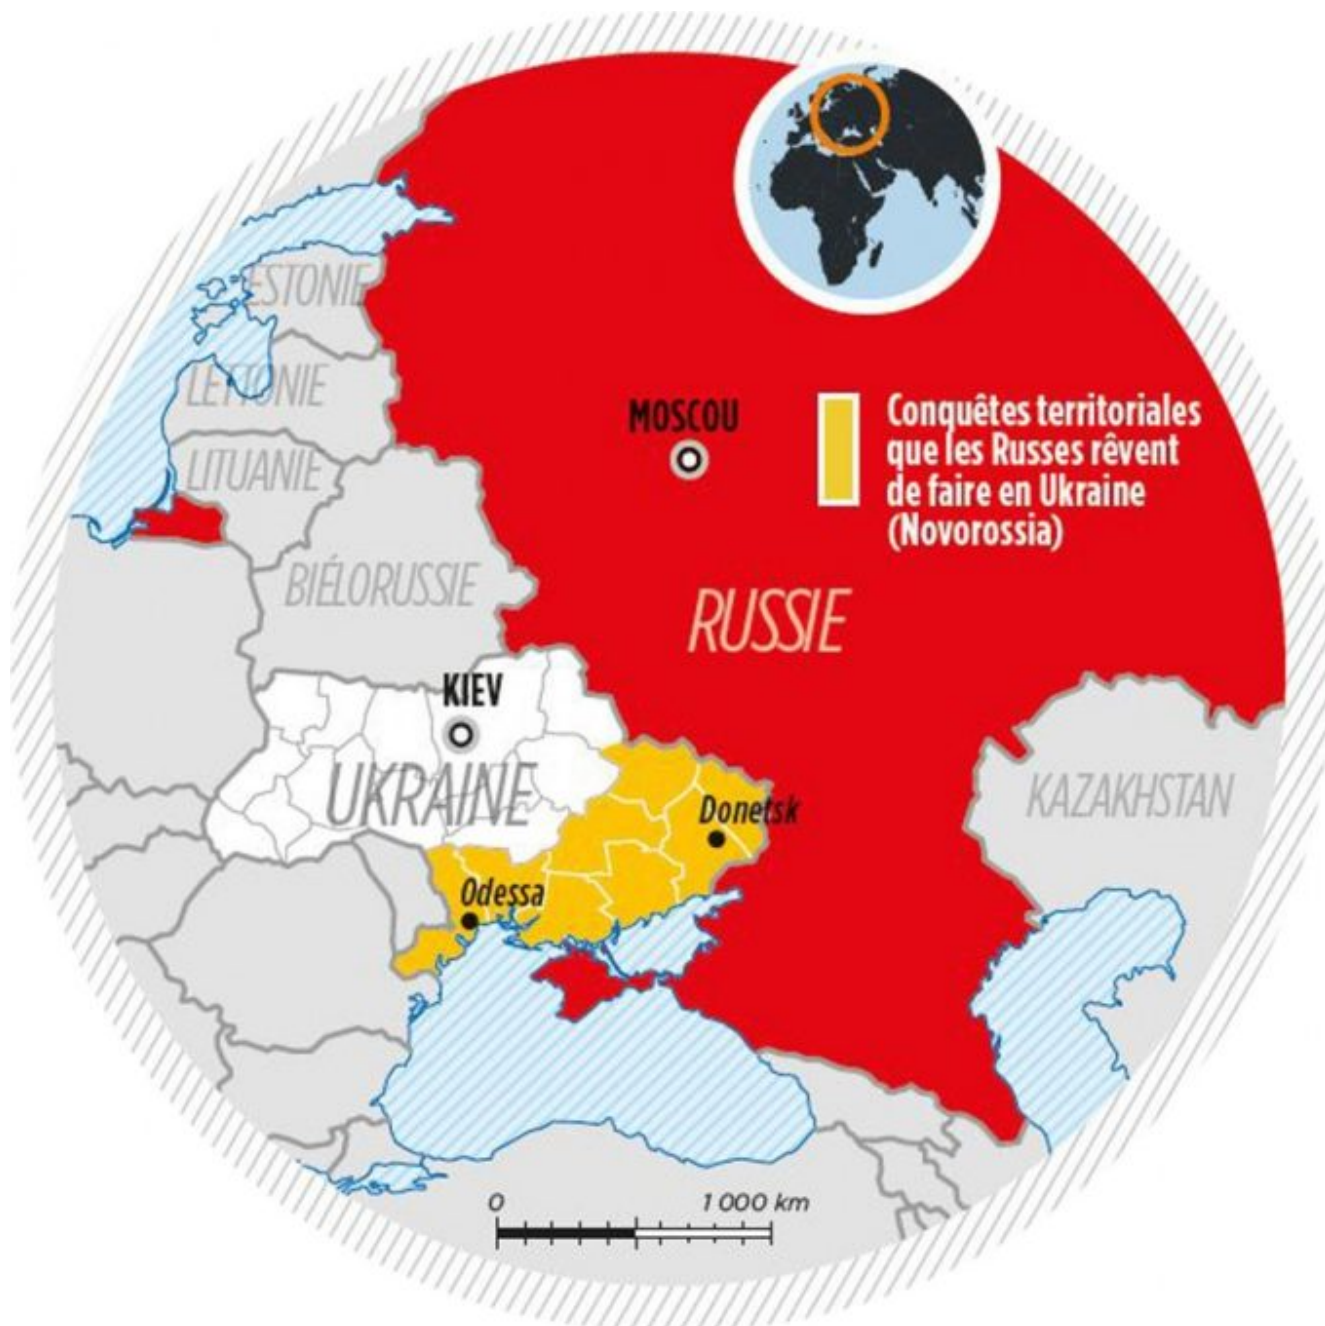 ESTONIE
LETTONIE
LITUANIE
MOSCOU
Conquêtes territoriales
que les Russes rêvent
de faire en Ukraine
(Novorossia)
BIÉLORUSSIE
RUSSIE
KIEV
UKRAINE
KAZAKHSTAN
Donetsk
Odessa
0 1 000 km